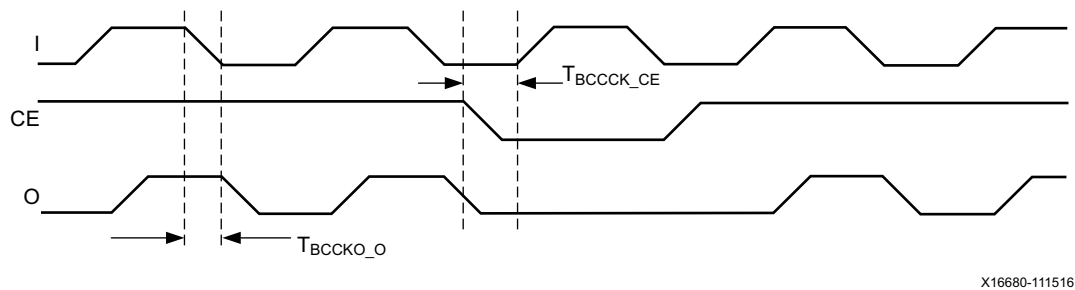 I
T_BCCCK_CE
CE
O
T_BCCKO_O
X16680-111516